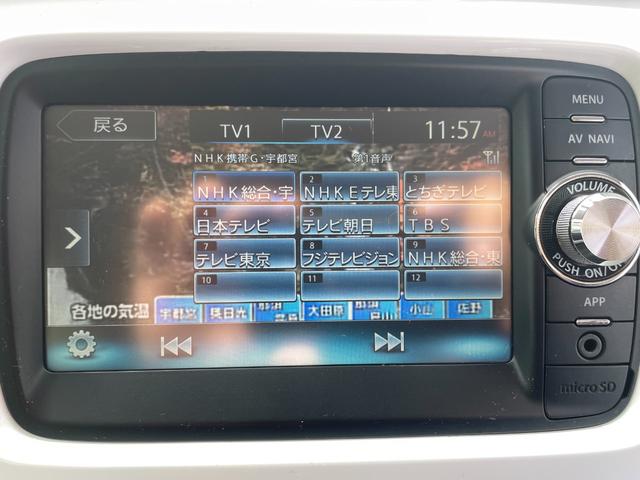 戻る
TV1
TV2
11:57 AM
NHK携帯G・宇都宮
第1音声
1 NHK総合・宇
2 NHKEテレ東
3 とちぎテレビ
4 日本テレビ
5 テレビ朝日
6 TBS
7 テレビ東京
8 フジテレビジョン
9 NHK総合・東
10
11
12
各地の気温
宇都宮
奥日光
大田原
小山
佐野
MENU
AV NAVI
VOLUME
PUSH ON/OFF
APP
microSD